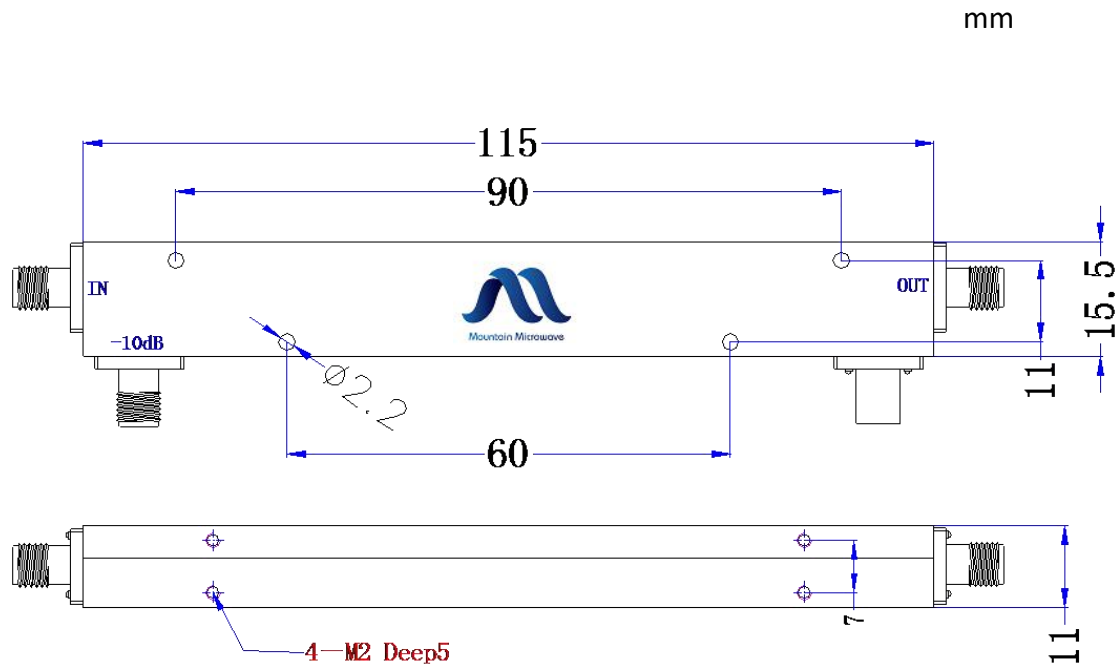 mm
115
90
IN
OUT
-10dB
Mountain Microwave
15.5
11
ø2.2
60
7
11
4-M2 Deep5